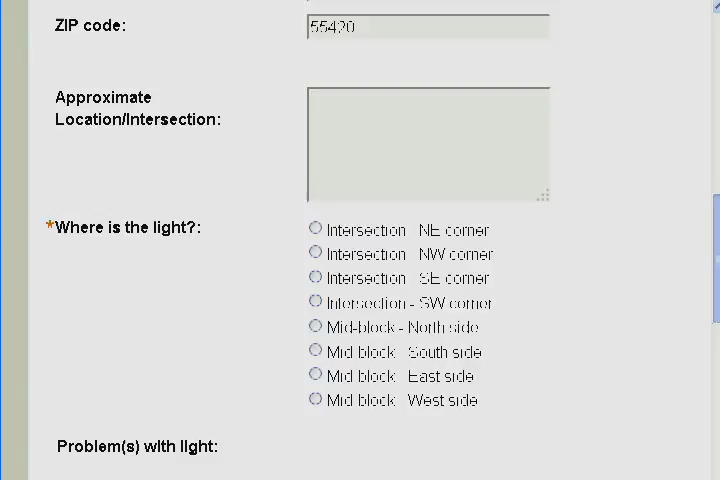 ZIP code:
55420
Approximate
Location/Intersection:
*Where is the light?:
Intersection - NE corner
Intersection - NW corner
Intersection - SE corner
Intersection - SW corner
Mid-block - North side
Mid-block - South side
Mid-block - East side
Mid-block - West side
Problem(s) with light: